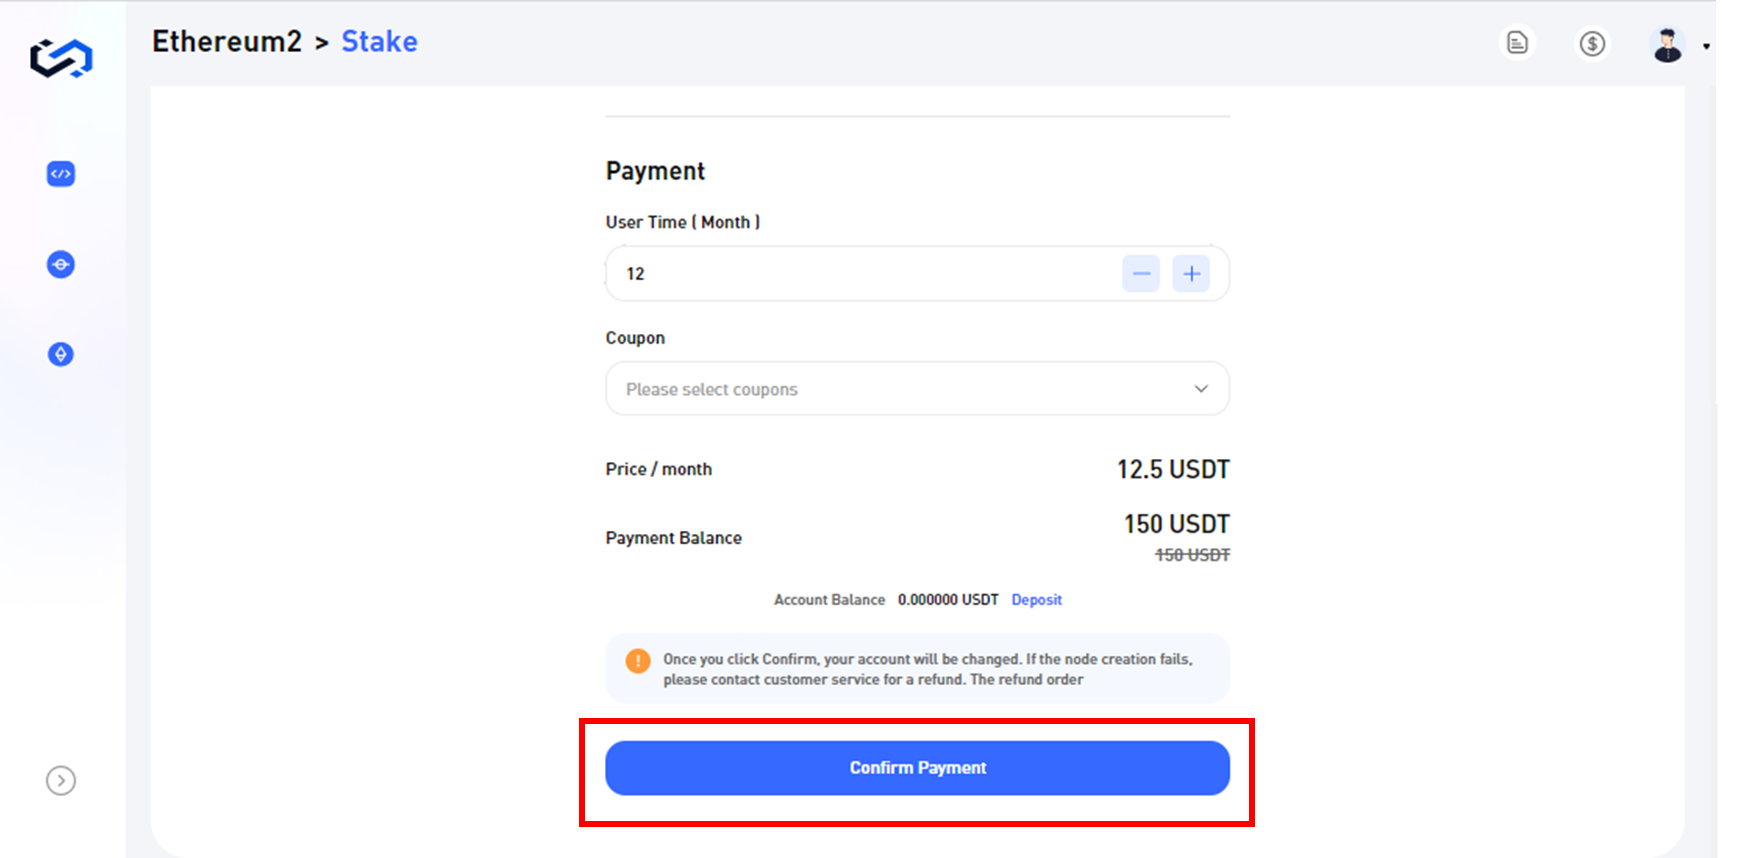 Ethereum2 > Stake
Payment
User Time ( Month )
12
Coupon
Please select coupons
Price / month
12.5 USDT
Payment Balance
150 USDT
150 USDT
Account Balance 0.000000 USDT Deposit
Once you click Confirm, your account will be changed. If the node creation fails,
please contact customer service for a refund. The refund order
Confirm Payment